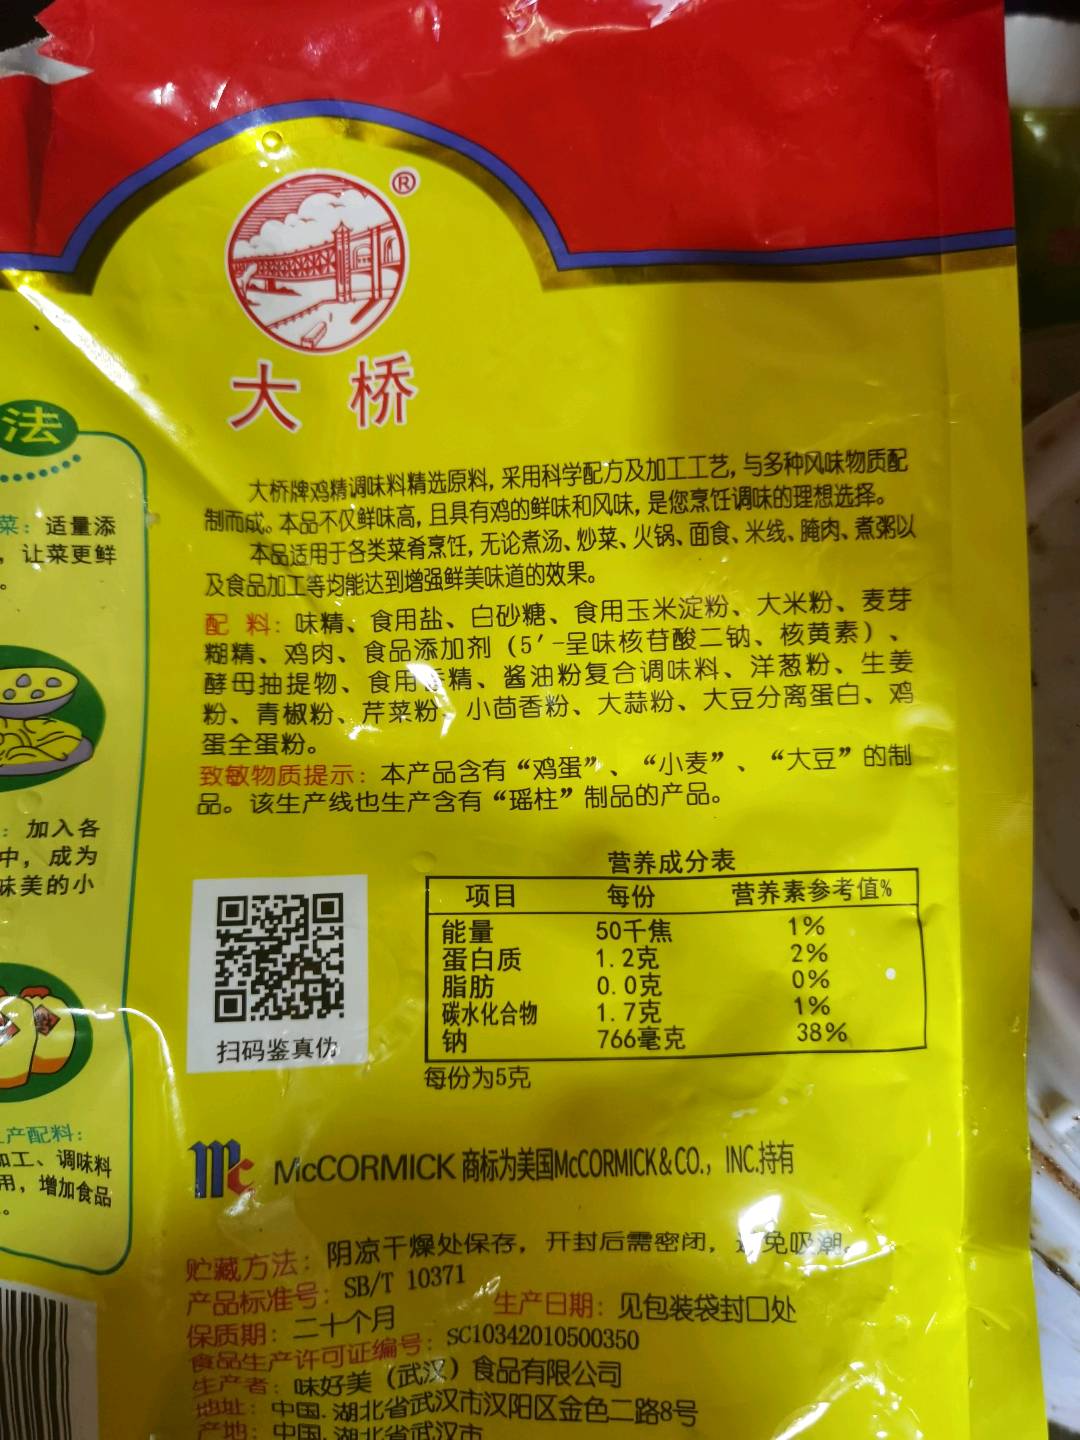 ®
大桥
大桥牌鸡精调味料精选原料,采用科学配方及加工工艺,与多种风味物质配
制而成。本品不仅鲜味高,且具有鸡的鲜味和风味,是您烹饪调味的理想选择。
本品适用于各类菜肴烹饪,无论煮汤、炒菜、火锅、面食、米线、腌肉、煮粥以
及食品加工等均能达到增强鲜美味道的效果。
配料:味精、食用盐、白砂糖、食用玉米淀粉、大米粉、麦芽
糊精、鸡肉、食品添加剂(5′-呈味核苷酸二钠、核黄素)、
酵母抽提物、食用香精、酱油粉复合调味料、洋葱粉、生姜
粉、青椒粉、芹菜粉、小茴香粉、大蒜粉、大豆分离蛋白、鸡
蛋全蛋粉。
致敏物质提示:本产品含有“鸡蛋”、“小麦”、“大豆”的制
品。该生产线也生产含有“瑶柱”制品的产品。
营养成分表
项目 每份 营养素参考值%
能量 50千焦 1%
蛋白质 1.2克 2%
脂肪 0.0克 0%
碳水化合物 1.7克 1%
钠 766毫克 38%
每份为5克
扫码鉴真伪
Mc McCORMICK 商标为美国McCORMICK&CO., INC.持有
贮藏方法:阴凉干燥处保存,开封后需密闭,避免吸潮。
产品标准号:SB/T 10371
保质期:二十个月 生产日期:见包装袋封口处
食品生产许可证编号:SC10342010500350
生产者:味好美(武汉)食品有限公司
地址:中国.湖北省武汉市汉阳区金色二路8号
产地:中国.湖北省武汉市
法
菜:适量添
,让菜更鲜
。
:加入各
中,成为
味美的小
产配料:
加工、调味料
用,增加食品
。